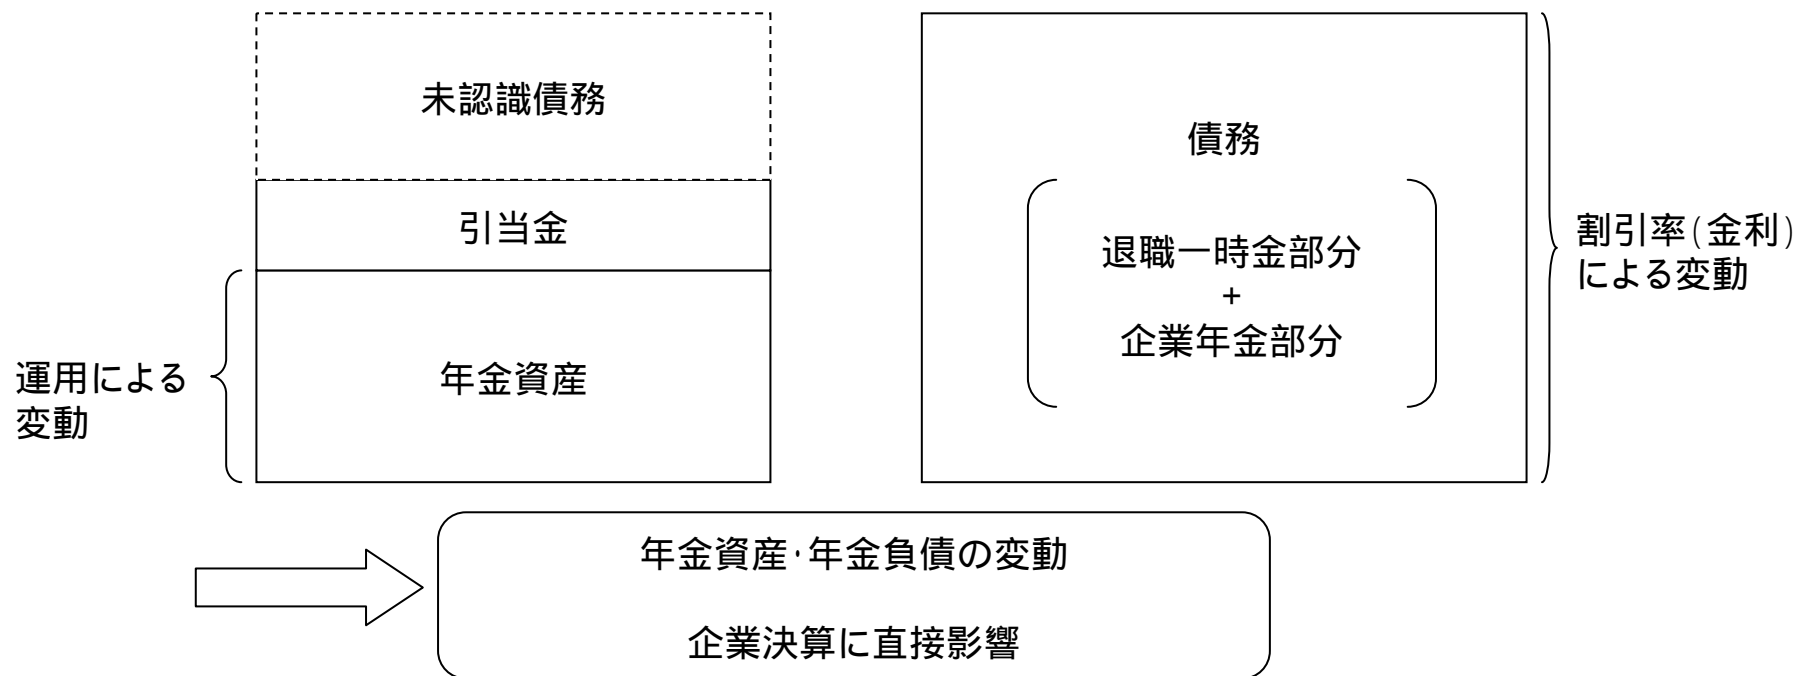 未認識債務
引当金
年金資産
運用による
変動
債務
退職一時金部分
+
企業年金部分
割引率(金利)
による変動
年金資産・年金負債の変動
企業決算に直接影響